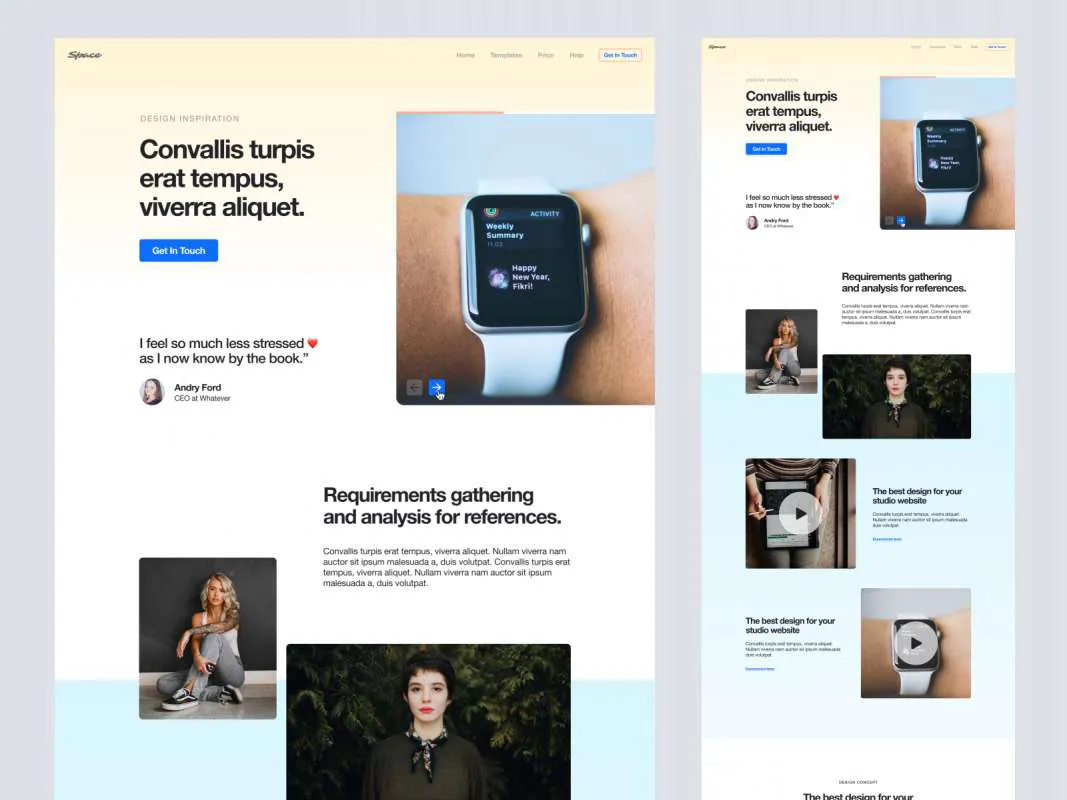 Space
Home
Templates
Price
Help
Get In Touch
DESIGN INSPIRATION
Convallis turpis
erat tempus,
viverra aliquet.
Get In Touch
I feel so much less stressed ❤️
as I now know by the book.”
Andry Ford
CEO at Whatever
ACTIVITY
Weekly
Summary
11,03
Happy
New Year,
Fikri!
Requirements gathering
and analysis for references.
Convallis turpis erat tempus, viverra aliquet. Nullam viverra nam
auctor sit ipsum malesuada a, duis volutpat. Convallis turpis erat
tempus, viverra aliquet. Nullam viverra nam auctor sit ipsum
malesuada a, duis volutpat.
Space
Get In Touch
DESIGN INSPIRATION
Convallis turpis
erat tempus,
viverra aliquet.
Get In Touch
I feel so much less stressed ❤️
as I now know by the book.”
Andry Ford
CEO at Whatever
ACTIVITY
Weekly
Summary
Happy
New Year,
Fikri!
Requirements gathering
and analysis for references.
Convallis turpis erat tempus, viverra aliquet. Nullam viverra nam
auctor sit ipsum malesuada a, duis volutpat. Convallis turpis erat
tempus, viverra aliquet. Nullam viverra nam auctor sit ipsum
malesuada a, duis volutpat.
The best design for your
studio website
Convallis turpis erat tempus, viverra aliquet.
Nullam viverra nam auctor sit ipsum malesuada
duis volutpat.
The best design for your
studio website
Convallis turpis erat tempus, viverra aliquet.
Nullam viverra nam auctor sit ipsum malesuada
duis volutpat.
DESIGN CONCEPT
The best design for your